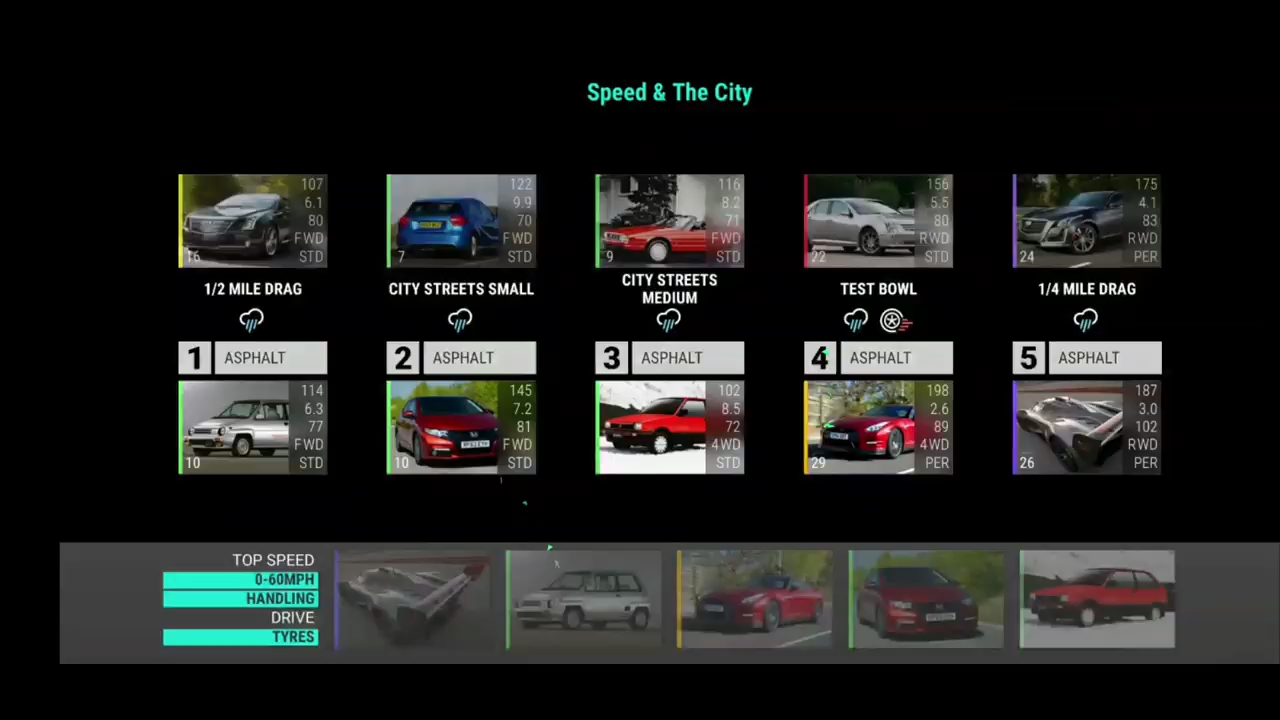 Speed & The City
107
6.1
80
FWD
16
STD
122
9.9
70
FWD
7
STD
116
8.2
71
FWD
9
STD
156
5.5
80
RWD
22
STD
175
4.1
83
RWD
24
PER
1/2 MILE DRAG
CITY STREETS SMALL
CITY STREETS
MEDIUM
TEST BOWL
1/4 MILE DRAG
1 ASPHALT
2 ASPHALT
3 ASPHALT
4 ASPHALT
5 ASPHALT
114
6.3
77
FWD
10
STD
145
7.2
81
FWD
10
STD
102
8.5
72
4WD
STD
198
2.6
89
4WD
29
PER
187
3.0
102
RWD
26
PER
TOP SPEED
0-60MPH
HANDLING
DRIVE
TYRES